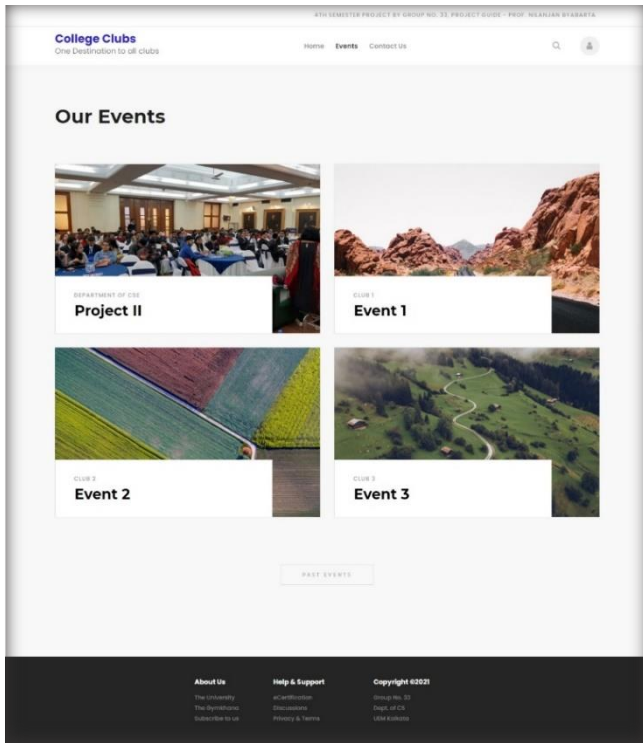 4TH SEMESTER PROJECT BY GROUP NO. 33, PROJECT GUIDE - PROF. NILANJAN BYABARTA
College Clubs
One Destination to all clubs
Home Events Contact Us
Our Events
DEPARTMENT OF CSE
Project II
CLUB 1
Event 1
CLUB 2
Event 2
CLUB 3
Event 3
PAST EVENTS
About Us Help & Support Copyright ©2021
The University eCertification Group No. 33
The Gymkhana Discussions Dept. of CS
Subscribe to us Privacy & Terms UEM Kolkata